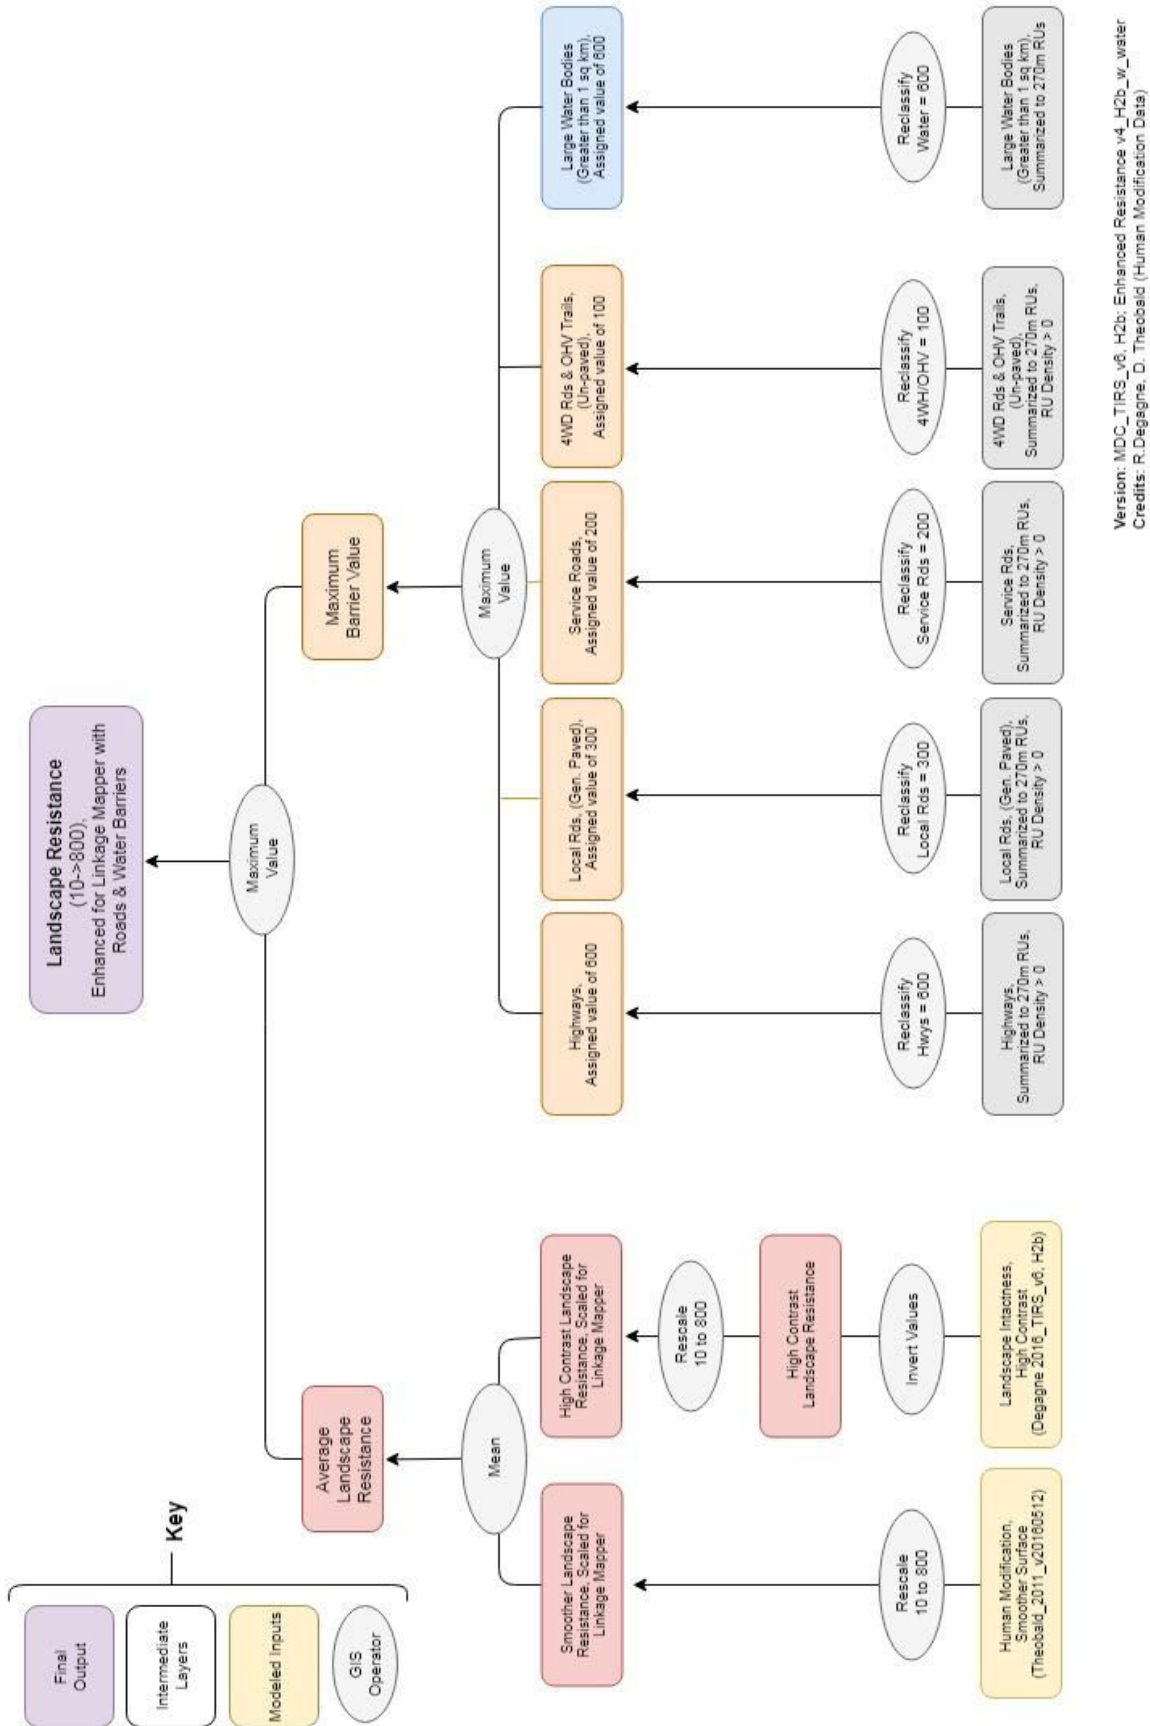 Final
Output
Intermediate
Layers
Modeled Inputs
GIS
Operator
Key
Landscape Resistance
(10->800),
Enhanced for Linkage Mapper with
Roads & Water Barriers
Maximum
Value
Average
Landscape
Resistance
Maximum
Barrier Value
Mean
Maximum
Value
Smoother Landscape
Resistance, Scaled for
Linkage Mapper
High Contrast Landscape
Resistance, Scaled for
Linkage Mapper
Highways,
Assigned value of 600
Local Rds, (Gen. Paved),
Assigned value of 300
Service Roads,
Assigned value of 200
4WD Rds & OHV Trails,
(Un-paved),
Assigned value of 100
Large Water Bodies
(Greater than 1 sq km),
Assigned value of 600
Rescale
10 to 800
High Contrast
Landscape Resistance
Rescale
10 to 800
Invert Values
Reclassify
Hwys = 600
Reclassify
Local Rds = 300
Reclassify
Service Rds = 200
Reclassify
4WH/OHV = 100
Reclassify
Water = 600
Human Modification,
Smoother Surface
(Theobald_2011_v20160512)
Landscape Intactness,
High Contrast
(Degagne 2016_TIRS_v6, H2b)
Highways,
Summarized to 270m RUs,
RU Density > 0
Local Rds, (Gen. Paved),
Summarized to 270m RUs,
RU Density > 0
Service Rds,
Summarized to 270m RUs,
RU Density > 0
4WD Rds & OHV Trails,
(Un-paved),
Summarized to 270m RUs,
RU Density > 0
Large Water Bodies
(Greater than 1 sq km),
Summarized to 270m RUs
Version: MDC_TIRS_v6, H2b; Enhanced Resistance v4_H2b_w_water
Credits: R.Degagne, D. Theobald (Human Modification Data)